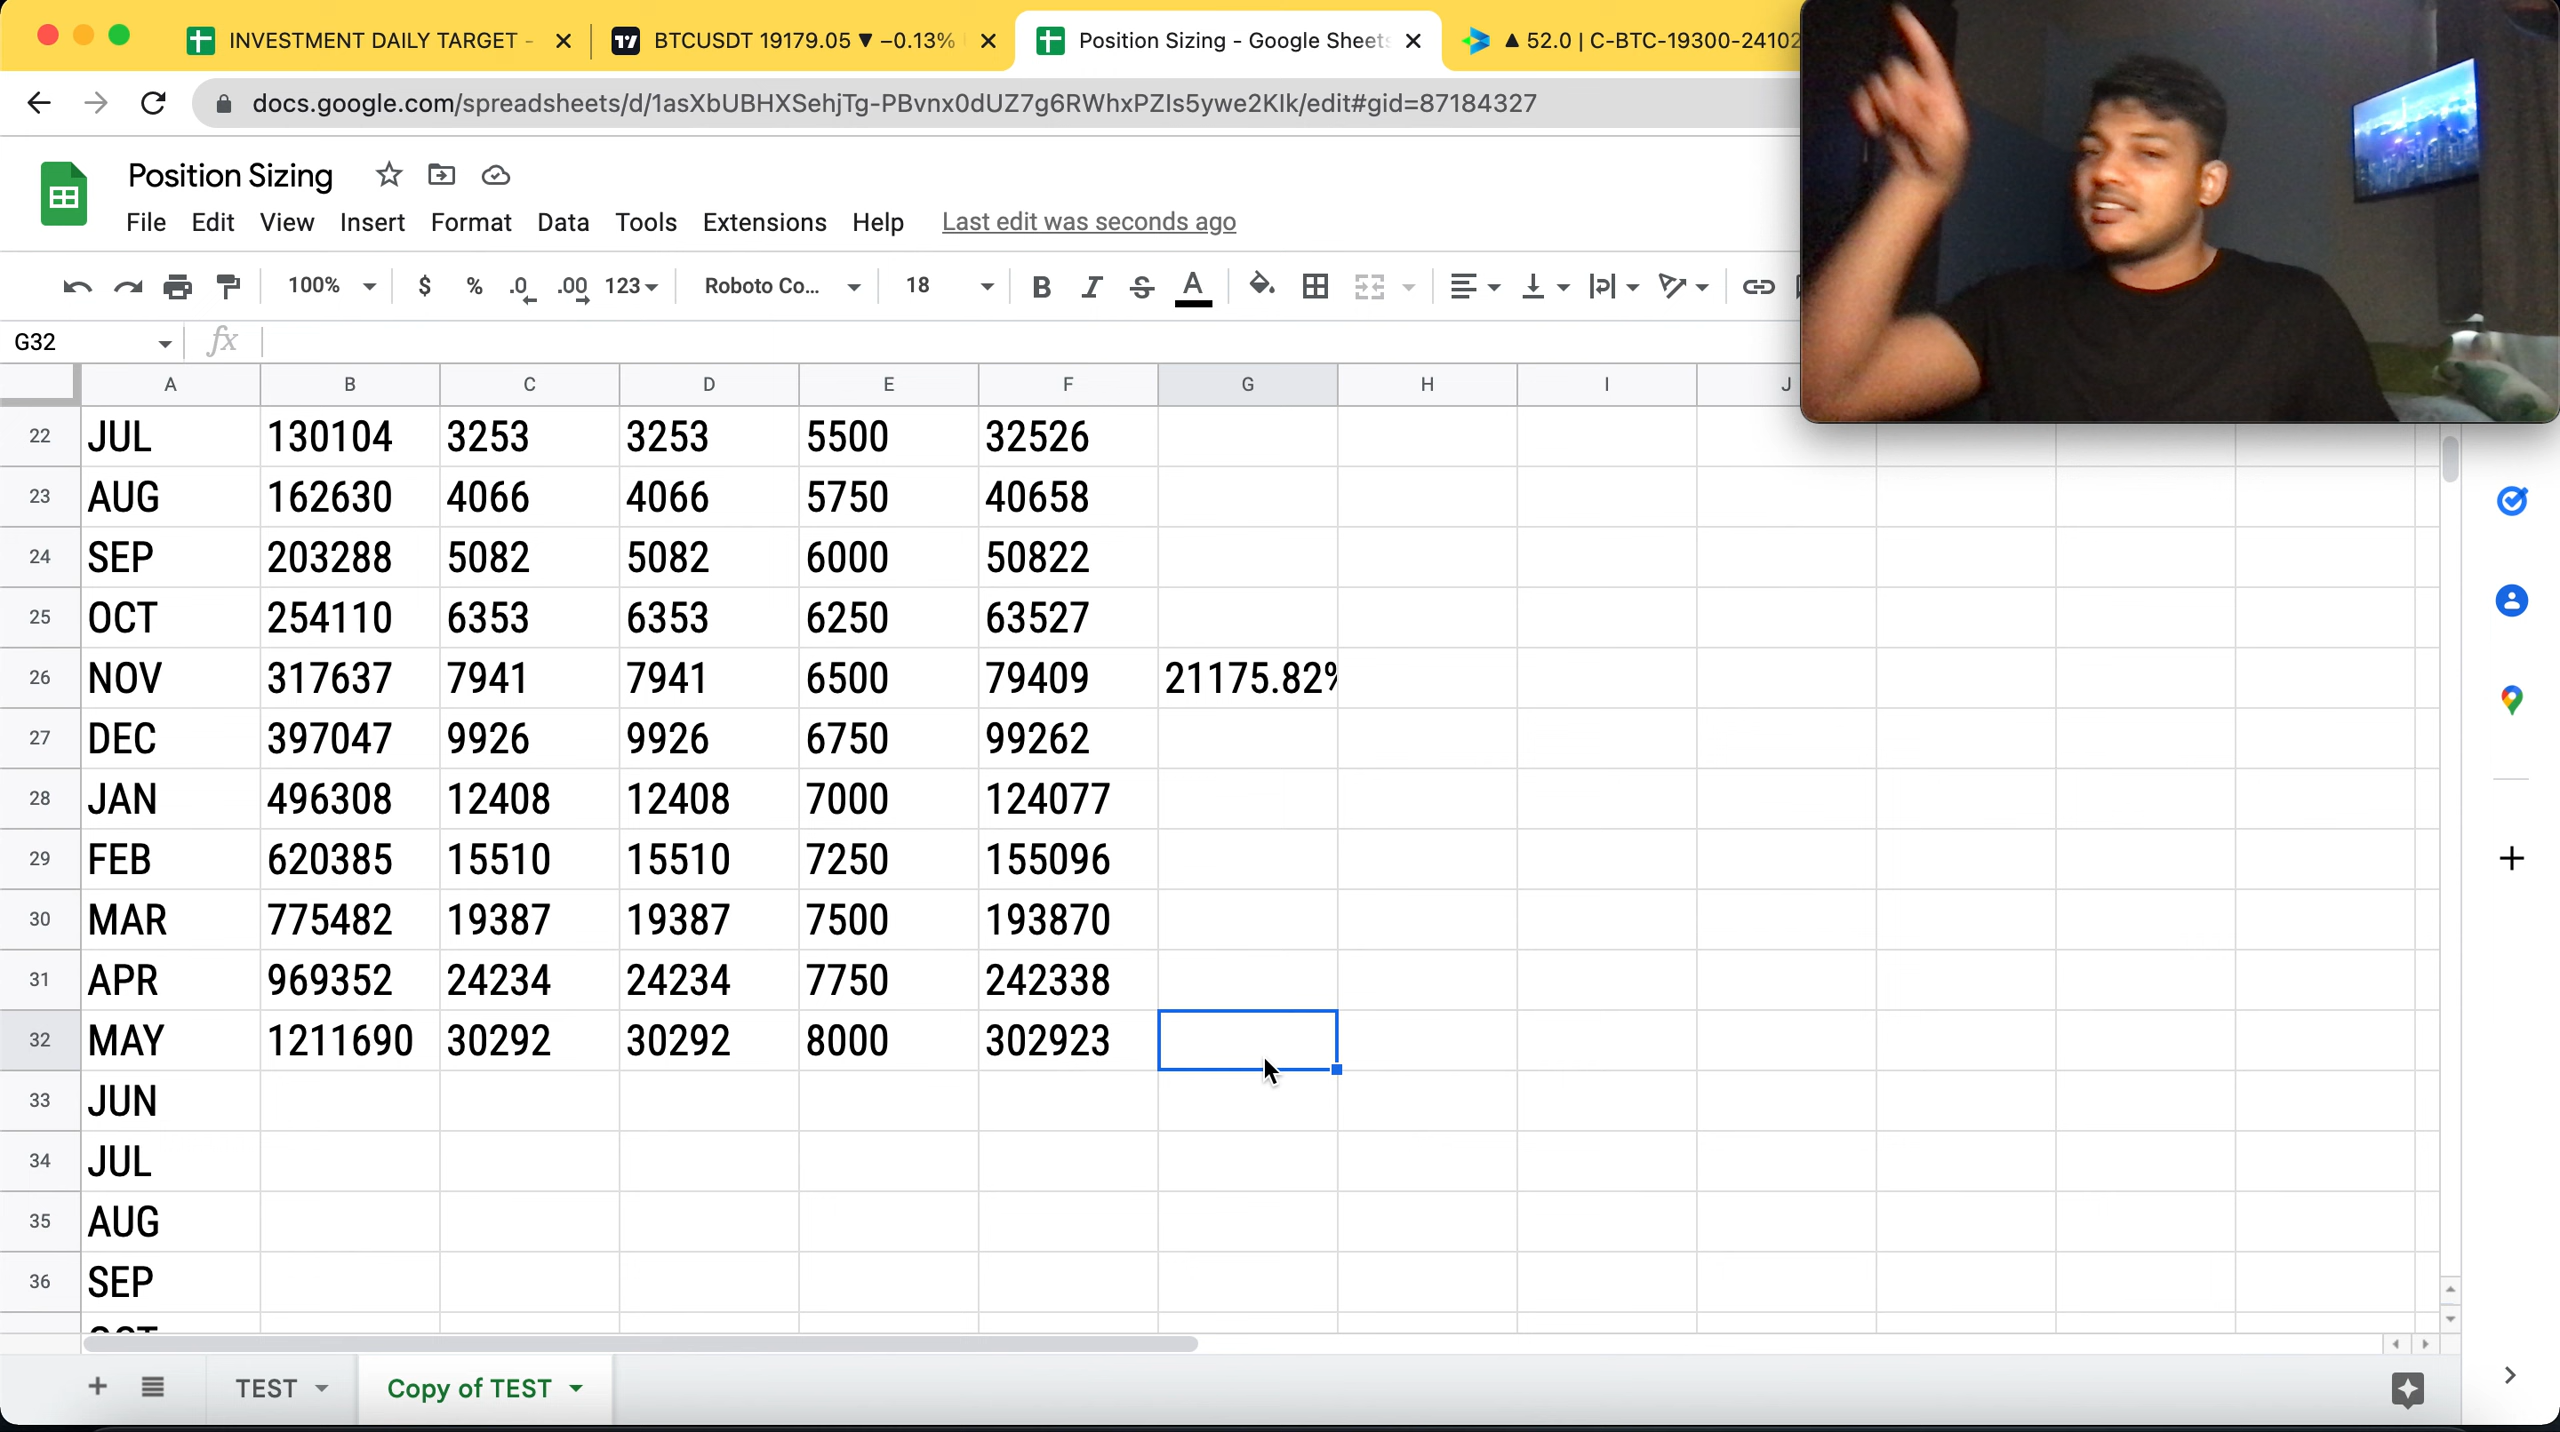 INVESTMENT DAILY TARGET -
BTCUSDT 19179.05 ▼ −0.13%
Position Sizing - Google Sheets
▲ 52.0 | C-BTC-19300-24102
docs.google.com/spreadsheets/d/1asXbUBHXSehjTg-PBvnx0dUZ7g6RWhxPZIs5ywe2KIk/edit#gid=87184327
Position Sizing
File Edit View Insert Format Data Tools Extensions Help Last edit was seconds ago
100% $ % .0 .00 123 Roboto Co... 18 B I S A
G32 fx
A B C D E F G H I J
22 JUL 130104 3253 3253 5500 32526
23 AUG 162630 4066 4066 5750 40658
24 SEP 203288 5082 5082 6000 50822
25 OCT 254110 6353 6353 6250 63527
26 NOV 317637 7941 7941 6500 79409 21175.82%
27 DEC 397047 9926 9926 6750 99262
28 JAN 496308 12408 12408 7000 124077
29 FEB 620385 15510 15510 7250 155096
30 MAR 775482 19387 19387 7500 193870
31 APR 969352 24234 24234 7750 242338
32 MAY 1211690 30292 30292 8000 302923
33 JUN
34 JUL
35 AUG
36 SEP
OCT
TEST Copy of TEST